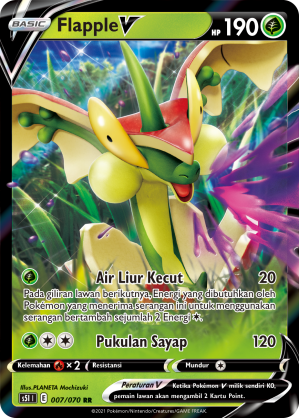 BASIC Flapple V HP 190
Air Liur Kecut 20
Pada giliran lawan berikutnya, Energi yang dibutuhkan oleh
Pokémon yang menerima serangan ini untuk menggunakan
serangan bertambah sejumlah 2 Energi.
Pukulan Sayap 120
Kelemahan × 2 Resistansi Mundur
Illus. PLANETA Mochizuki
Peraturan V Ketika Pokémon V milik sendiri KO,
pemain lawan akan mengambil 2 Kartu Point.
s5I I E 007/070 RR
©2021 Pokémon/Nintendo/Creatures/GAME FREAK.